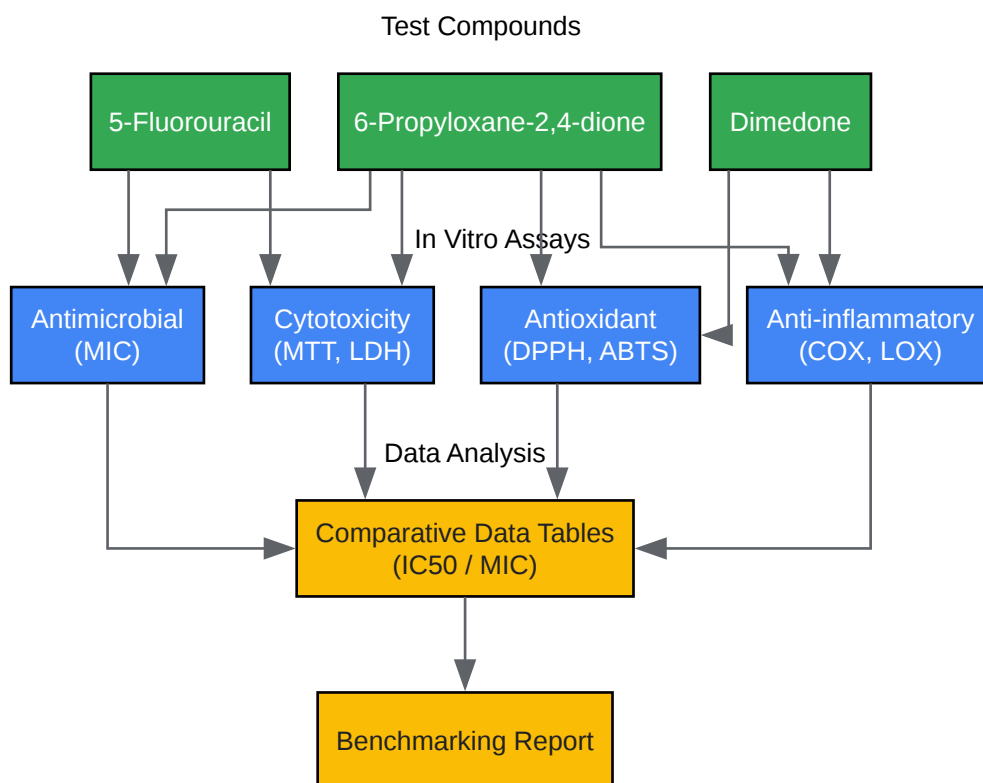 Test Compounds
5-Fluorouracil
6-Propyloxane-2,4-dione
Dimedone
In Vitro Assays
Antimicrobial
(MIC)
Cytotoxicity
(MTT, LDH)
Antioxidant
(DPPH, ABTS)
Anti-inflammatory
(COX, LOX)
Data Analysis
Comparative Data Tables
(IC50 / MIC)
Benchmarking Report